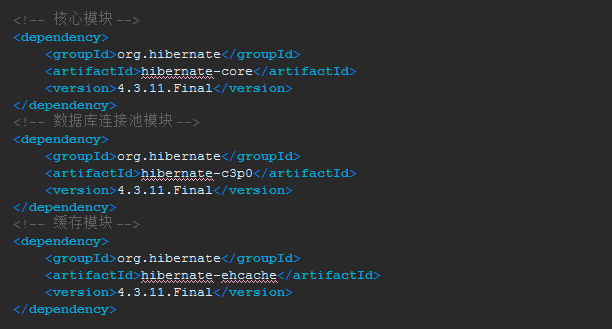 <!-- 核心模块 -->
<dependency>
    <groupId>org.hibernate</groupId>
    <artifactId>hibernate-core</artifactId>
    <version>4.3.11.Final</version>
</dependency>
<!-- 数据库连接池模块 -->
<dependency>
    <groupId>org.hibernate</groupId>
    <artifactId>hibernate-c3p0</artifactId>
    <version>4.3.11.Final</version>
</dependency>
<!-- 缓存模块 -->
<dependency>
    <groupId>org.hibernate</groupId>
    <artifactId>hibernate-ehcache</artifactId>
    <version>4.3.11.Final</version>
</dependency>